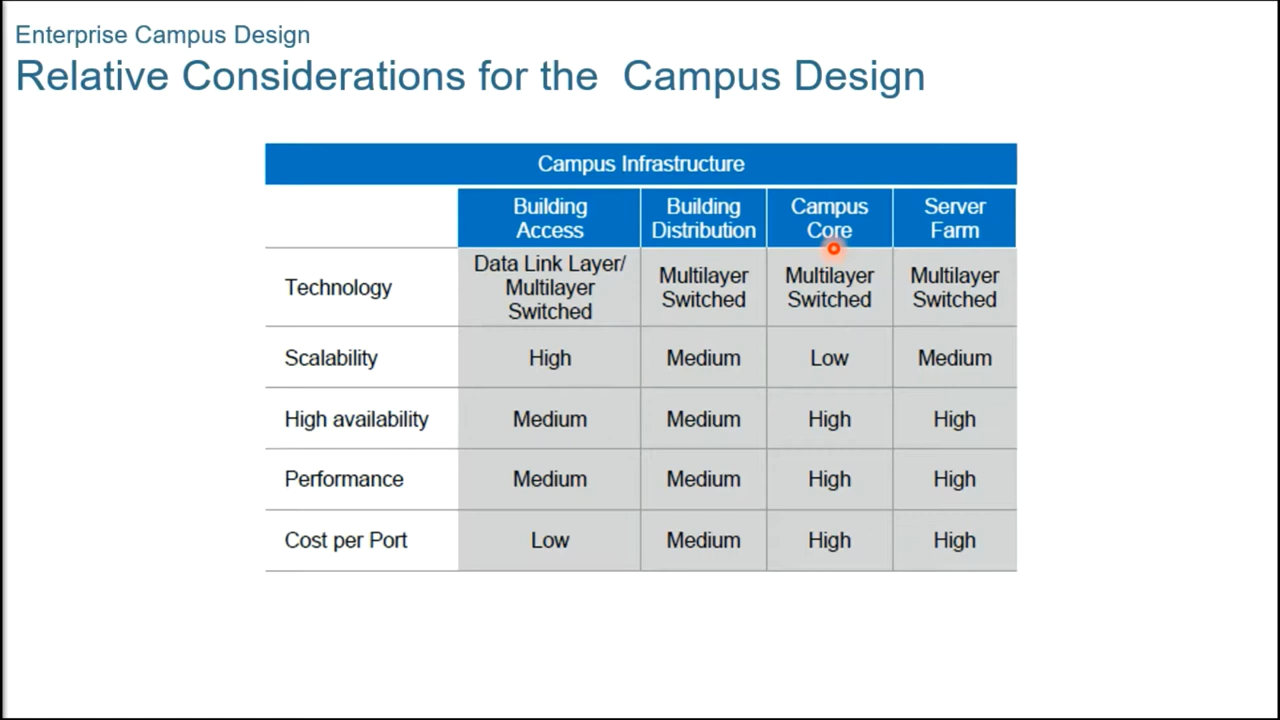 Enterprise Campus Design
Relative Considerations for the  Campus Design
Campus Infrastructure
Building
Access
Building
Distribution
Campus
Core
Server
Farm
Technology
Data Link Layer/
Multilayer
Switched
Multilayer
Switched
Multilayer
Switched
Multilayer
Switched
Scalability
High
Medium
Low
Medium
High availability
Medium
Medium
High
High
Performance
Medium
Medium
High
High
Cost per Port
Low
Medium
High
High